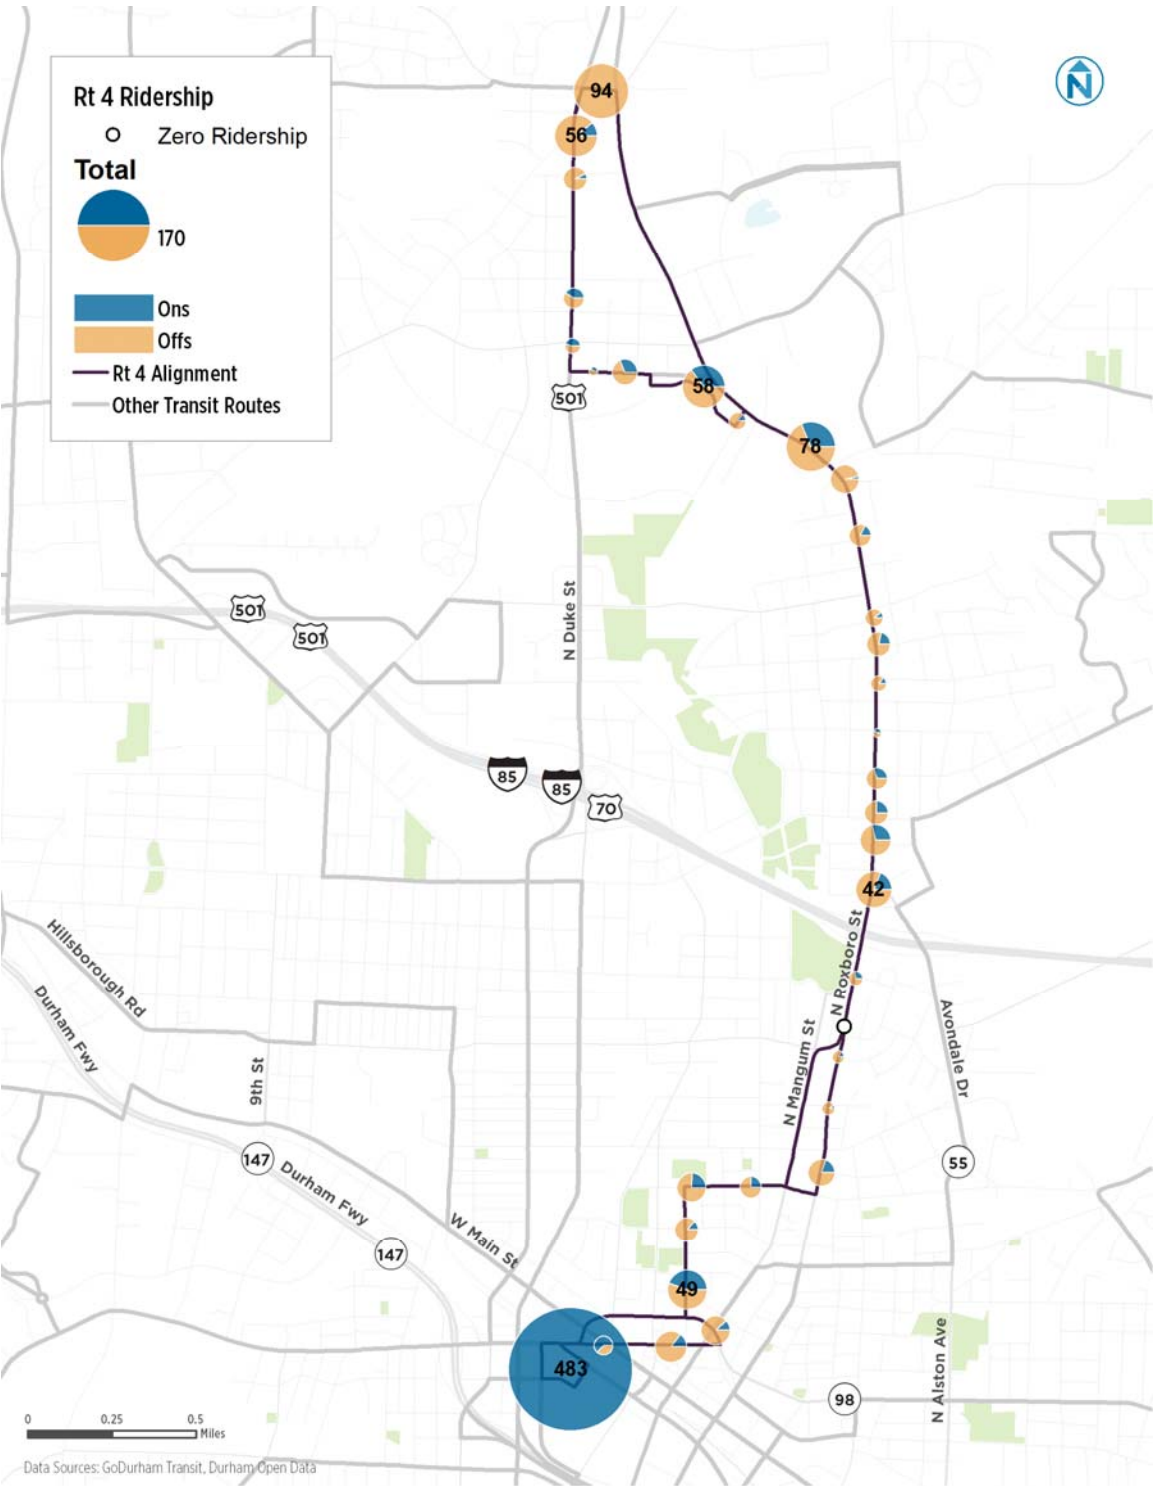 Rt 4 Ridership
Zero Ridership
Total
170
Ons
Offs
Rt 4 Alignment
Other Transit Routes
N
94
56
58
501
78
501
501
N Duke St
85
85
70
42
N Roxboro St
Hillsborough Rd
Durham Fwy
9th St
N Mangum St
Avondale Dr
147
Durham Fwy
147
W Main St
55
49
483
N Alston Ave
98
0 0.25 0.5
Miles
Data Sources: GoDurham Transit, Durham Open Data